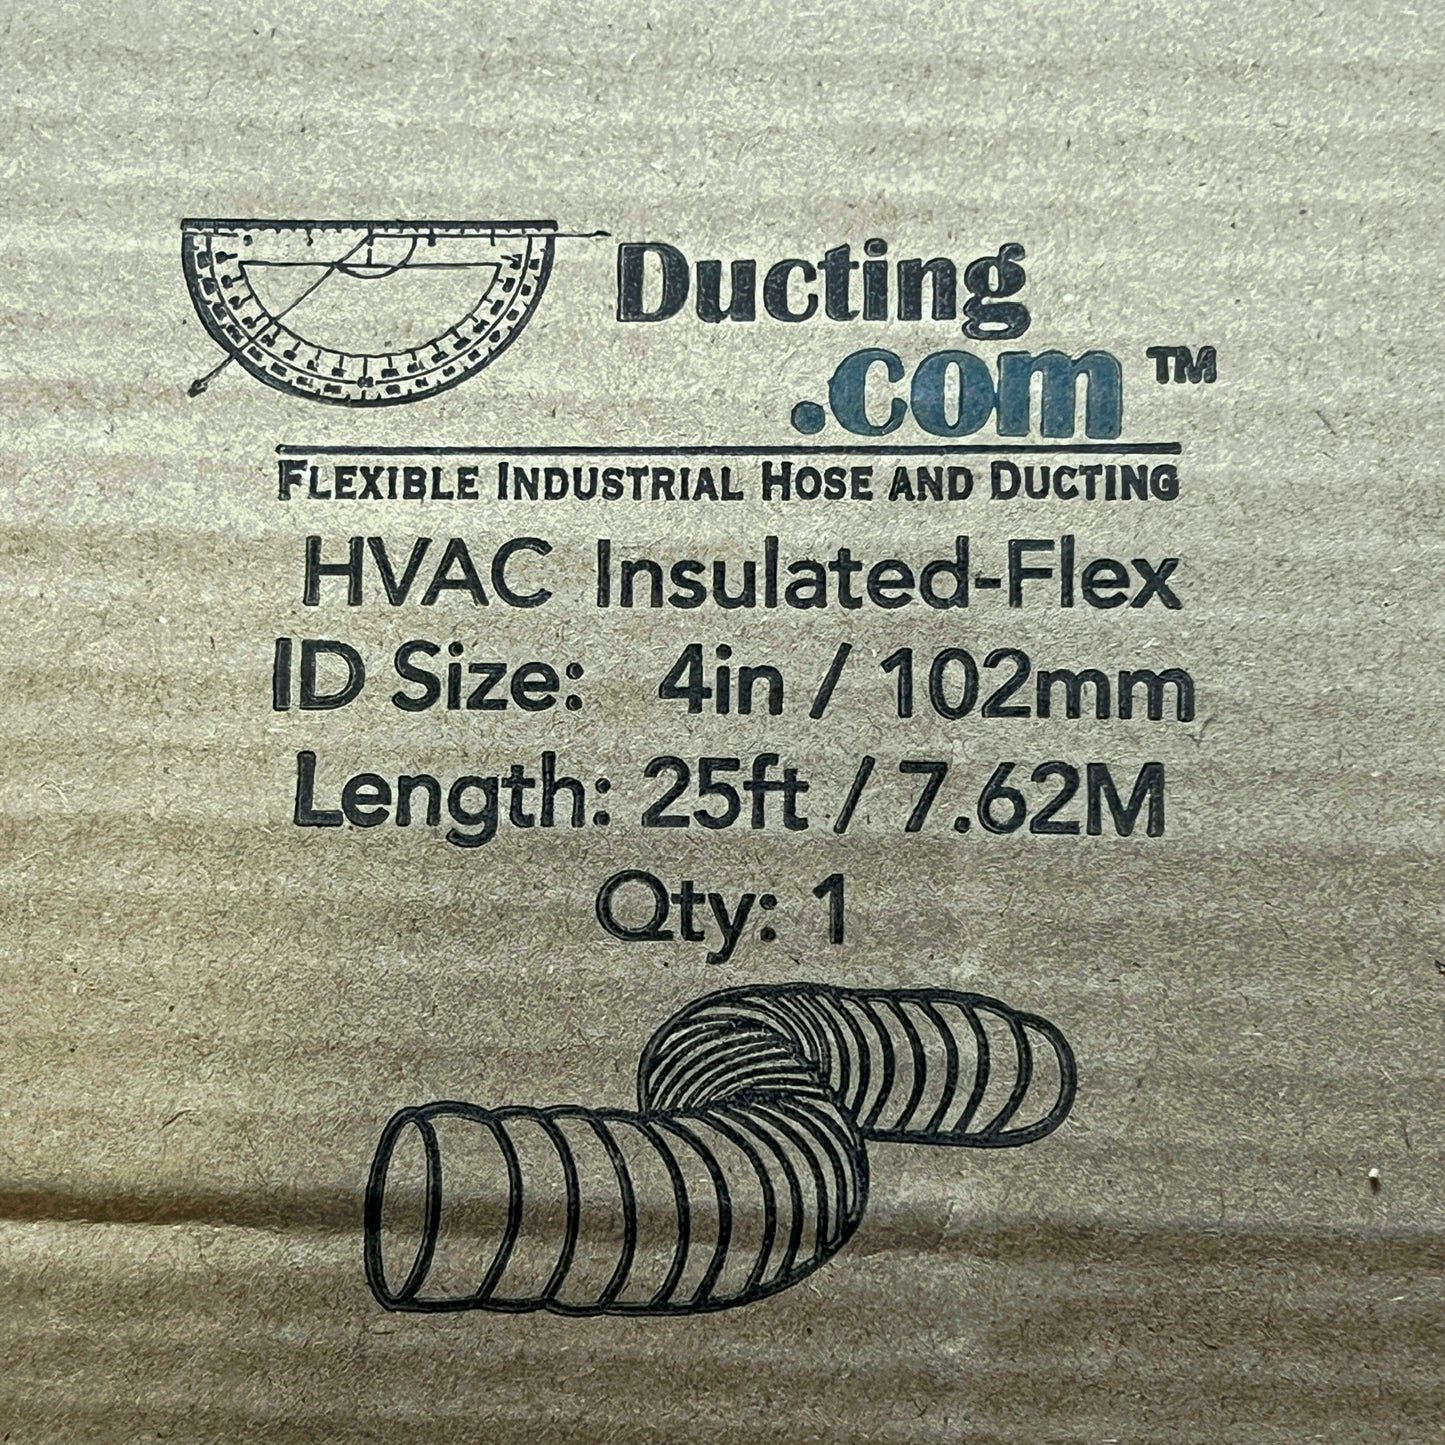 Ducting
.com™
FLEXIBLE INDUSTRIAL HOSE AND DUCTING
HVAC Insulated-Flex
ID Size: 4in / 102mm
Length: 25ft / 7.62M
Qty: 1